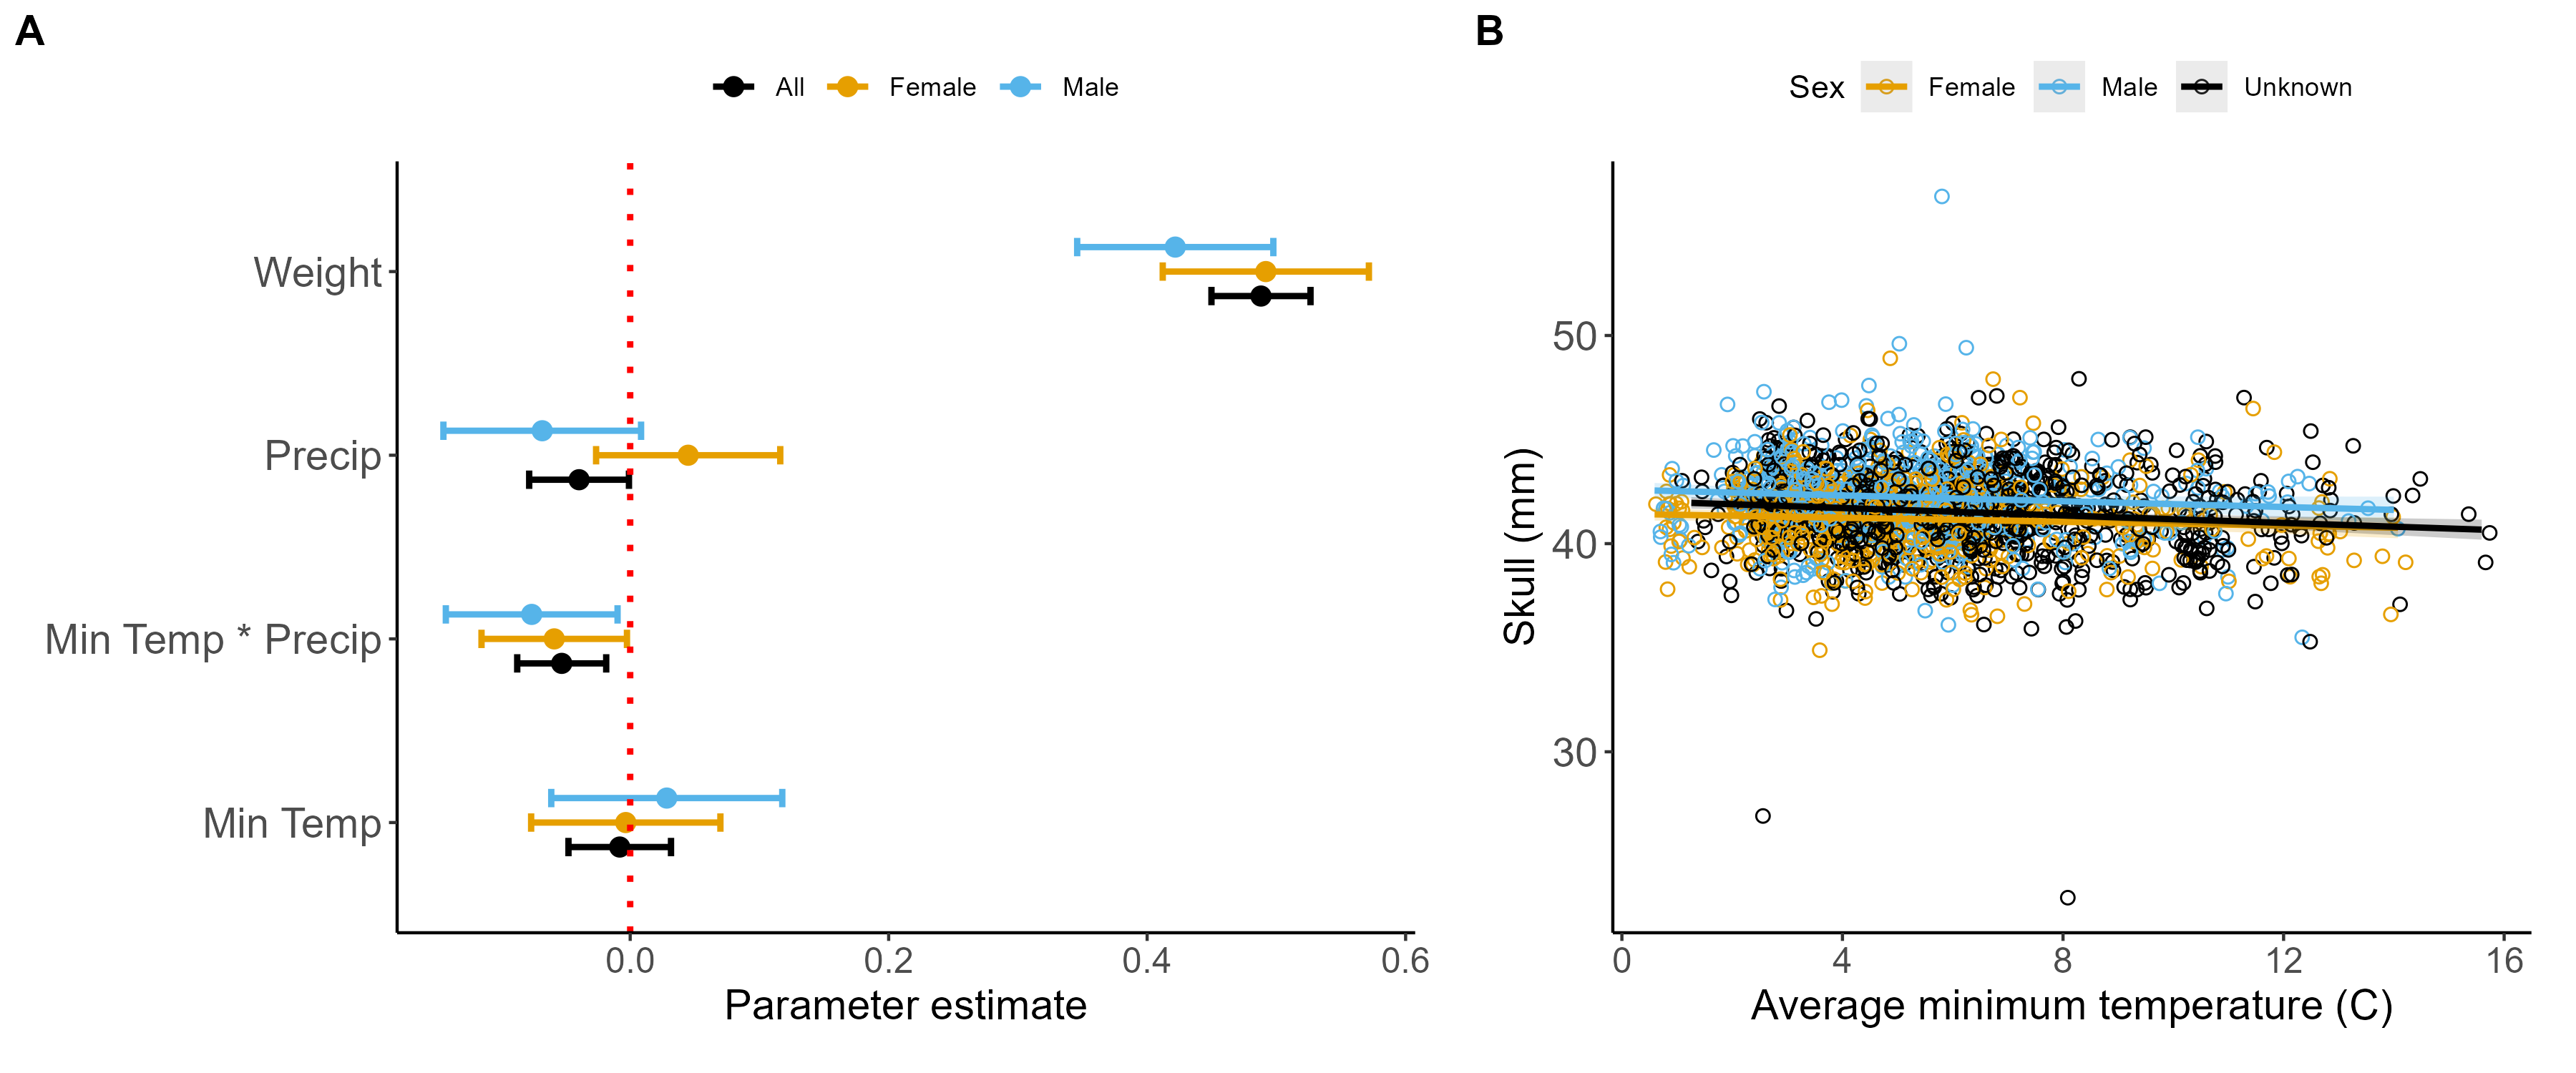 A
All Female Male
Weight
Precip
Min Temp * Precip
Min Temp
0.0 0.2 0.4 0.6
Parameter estimate
B
Sex Female Male Unknown
50
40
30
Skull (mm)
0 4 8 12 16
Average minimum temperature (C)